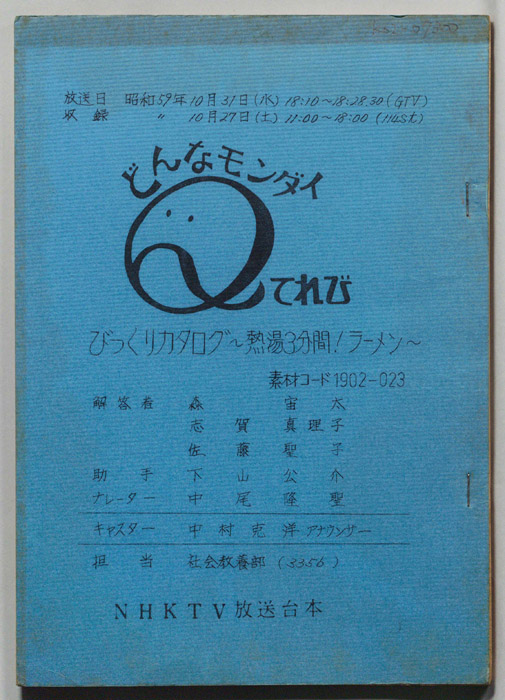 放送日 昭和59年10月31日(水) 18:10~18:28.30(GTV)
収録 〃 10月27日(土) 11:00~18:00 (114St)
どんなモンダイ
Q
てれび
びっくりカタログ~熱湯3分間!ラーメン~
素材コード1902-023
解答者 森 宙太
志賀真理子
佐藤聖子
助手 下山公介
ナレーター 中尾隆聖
キャスター 中村克洋アナウンサー
担当 社会教養部 (3356)
NHKTV放送台本